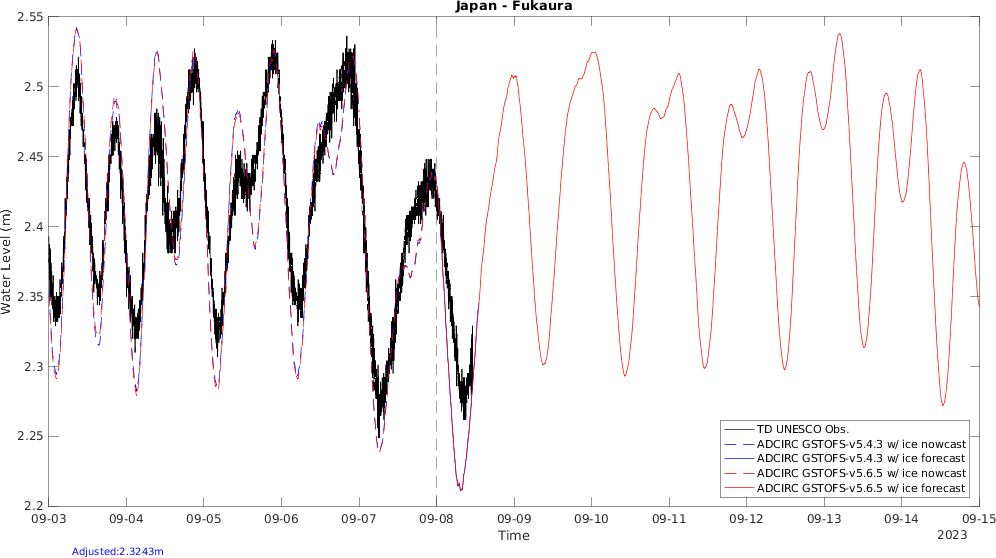 Japan - Fukaura
2.55
2.5
2.45
2.4
2.35
2.3
2.25
2.2
Water Level (m)
TD UNESCO Obs.
ADCIRC GSTOFS-v5.4.3 w/ ice nowcast
ADCIRC GSTOFS-v5.4.3 w/ ice forecast
ADCIRC GSTOFS-v5.6.5 w/ ice nowcast
ADCIRC GSTOFS-v5.6.5 w/ ice forecast
09-03 09-04 09-05 09-06 09-07 09-08 09-09 09-10 09-11 09-12 09-13 09-14 09-15
Time
2023
Adjusted:2.3243m